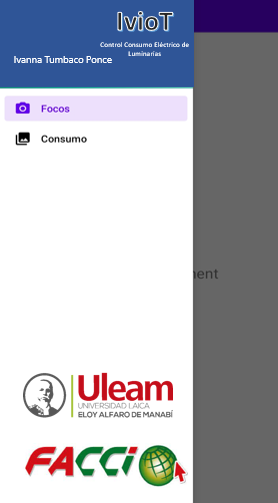 IvioT
Control Consumo Eléctrico de
Luminarías
Ivanna Tumbaco Ponce
Focos
Consumo
ment
Uleam
UNIVERSIDAD LAICA
ELOY ALFARO DE MANABÍ
FACCI